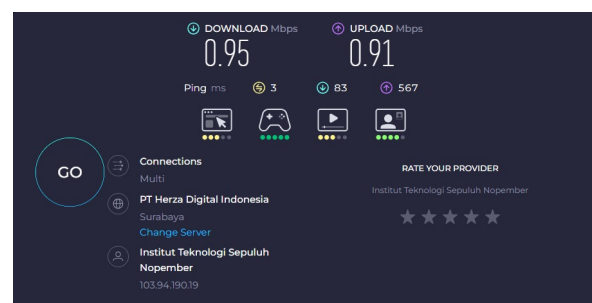 DOWNLOAD Mbps
0.95
UPLOAD Mbps
0.91
Ping ms 3 83 567
GO
Connections
Multi
PT Herza Digital Indonesia
Surabaya
Change Server
Institut Teknologi Sepuluh
Nopember
103.94.190.19
RATE YOUR PROVIDER
Institut Teknologi Sepuluh Nopember